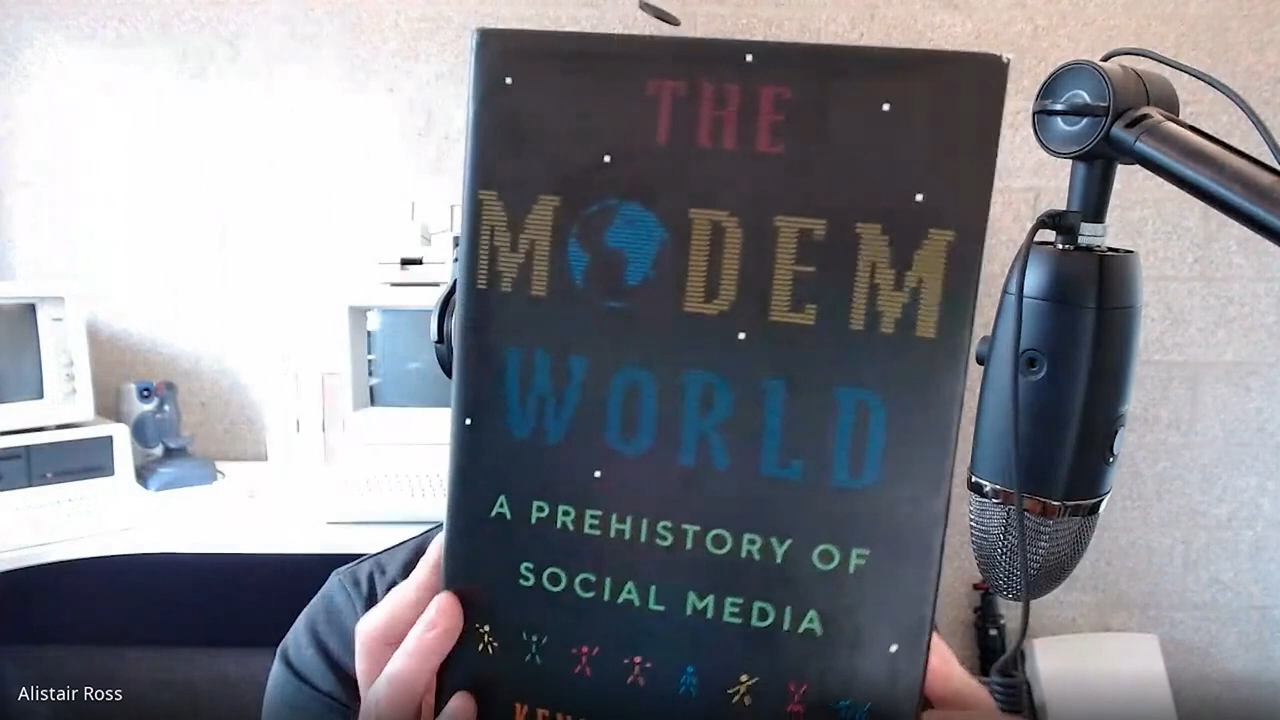 THE
MODEM
WORLD
A PREHISTORY OF
SOCIAL MEDIA
Alistair Ross